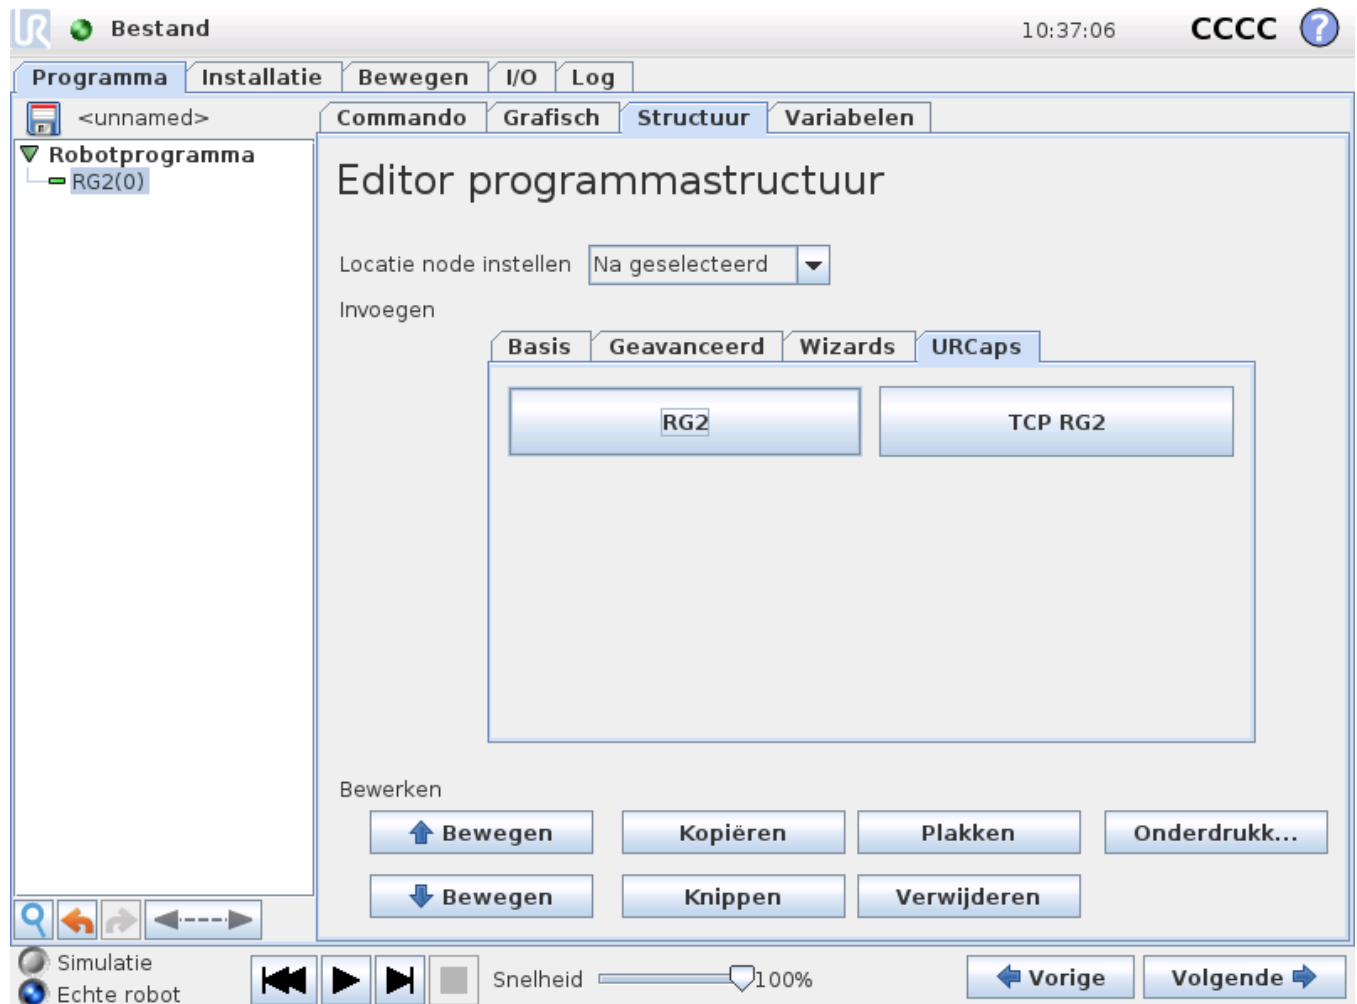 UR Bestand 10:37:06 CCCC ?
Programma Installatie Bewegen I/O Log
<unnamed> Commando Grafisch Structuur Variabelen
Robotprogramma
RG2(0)
Editor programmastructuur
Locatie node instellen Na geselecteerd
Invoegen
Basis Geavanceerd Wizards URCaps
RG2 TCP RG2
Bewerken
Bewegen Kopiëren Plakken Onderdrukk...
Bewegen Knippen Verwijderen
Simulatie
Echte robot
Snelheid 100% Vorige Volgende